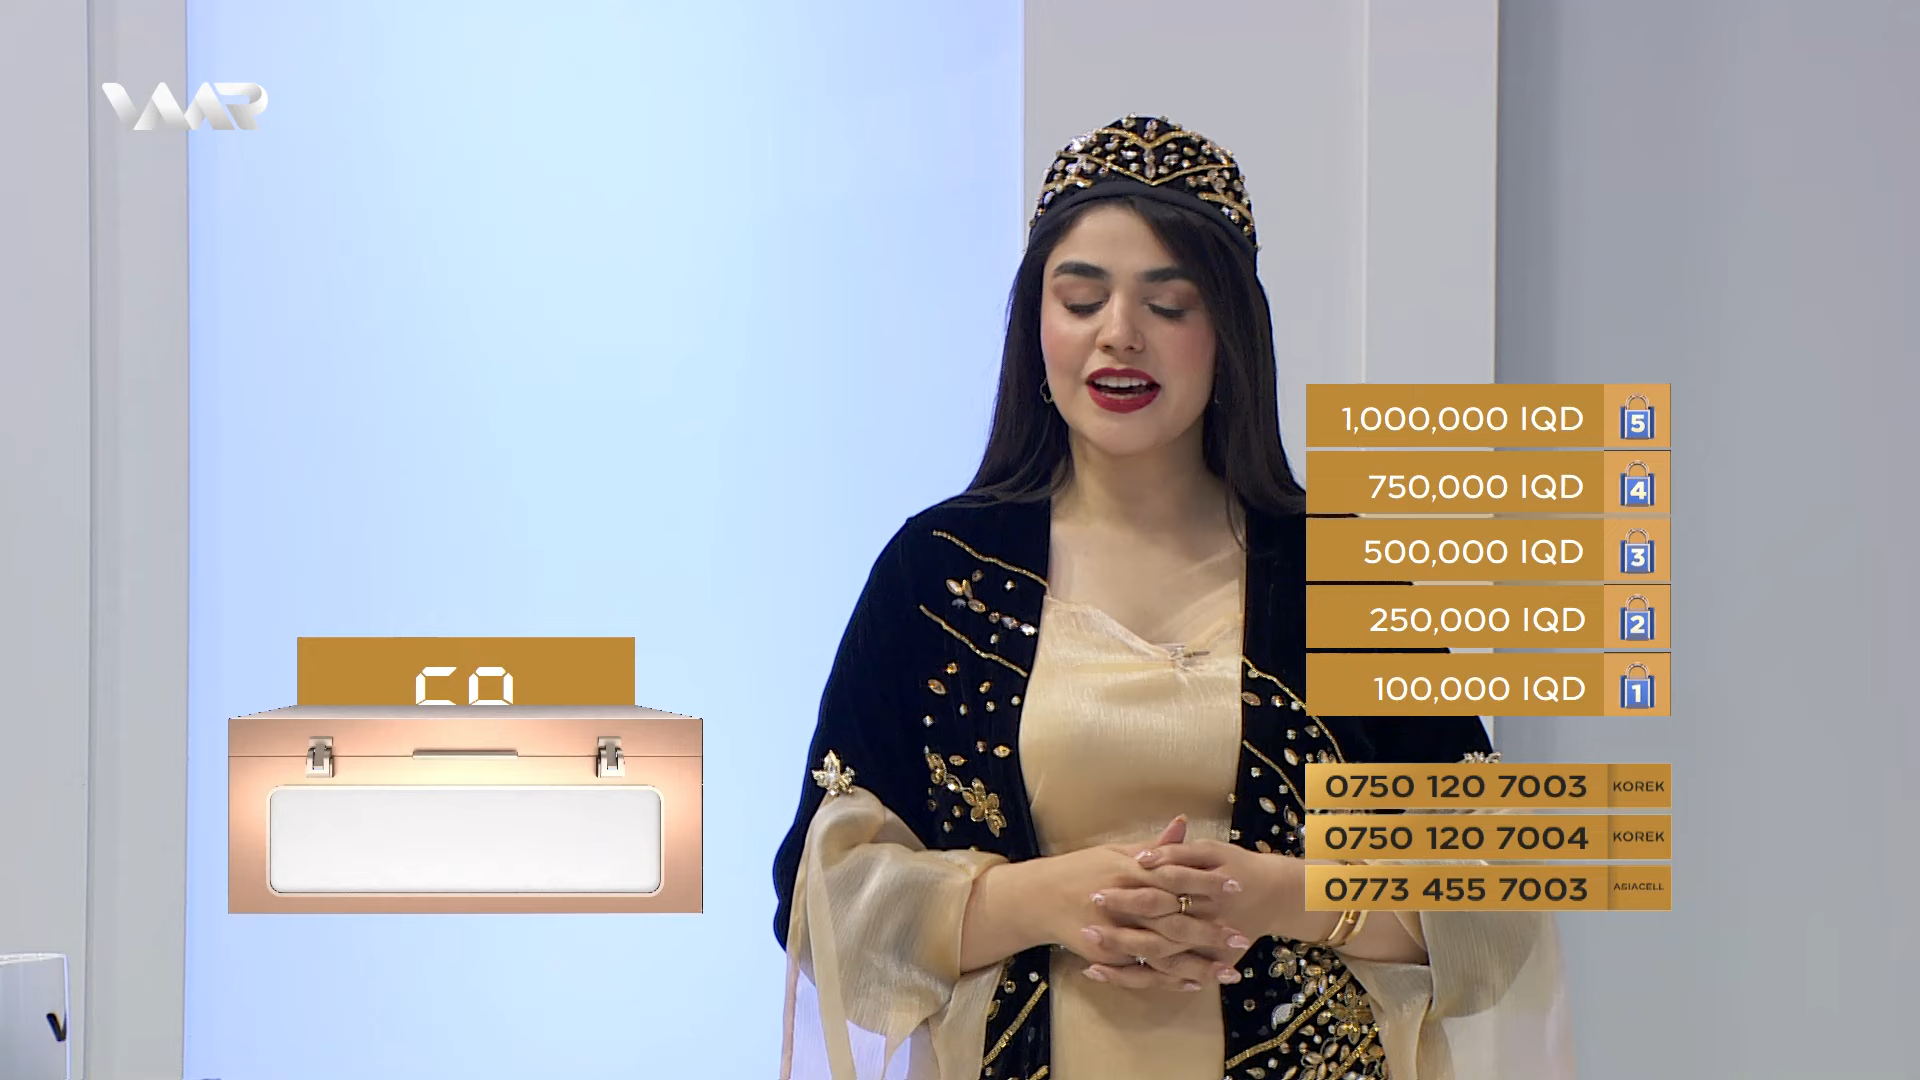 WAAR
1,000,000 IQD 5
750,000 IQD 4
500,000 IQD 3
250,000 IQD 2
100,000 IQD 1
0750 120 7003 KOREK
0750 120 7004 KOREK
0773 455 7003 ASIACELL